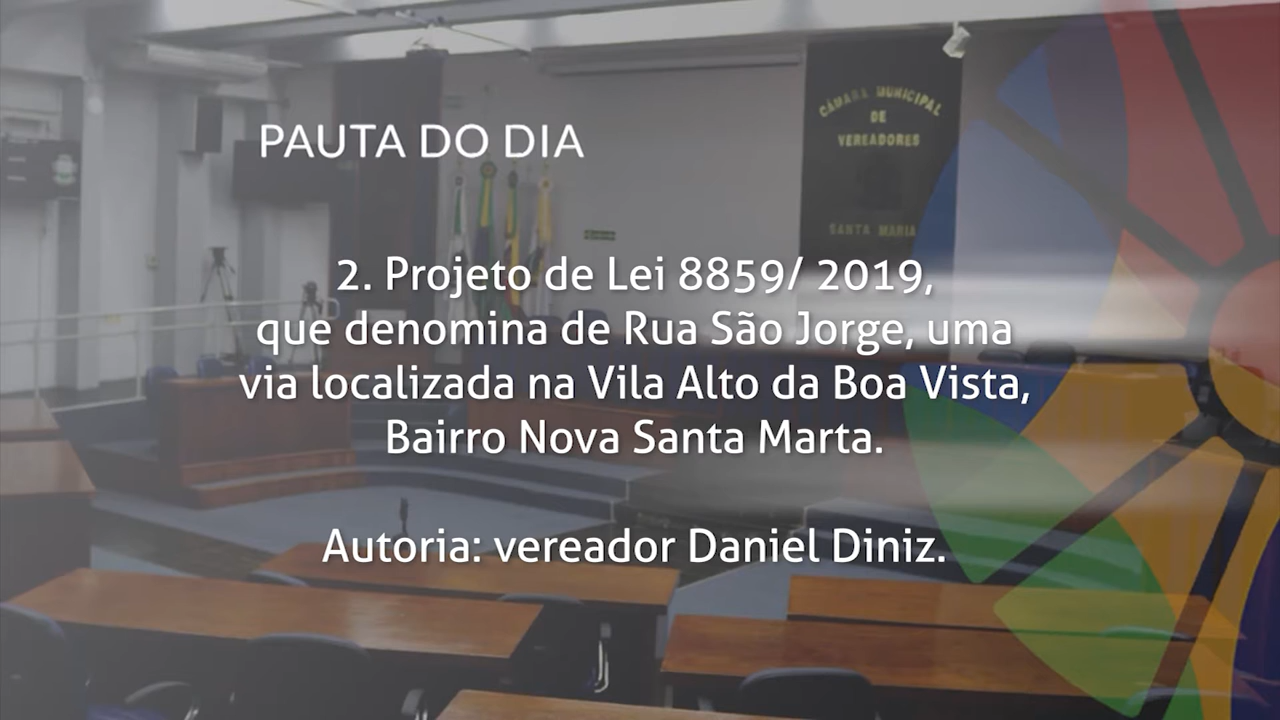 PAUTA DO DIA
CÂMARA MUNICIPAL
DE
VEREADORES
SANTA MARIA
2. Projeto de Lei 8859/ 2019,
que denomina de Rua São Jorge, uma
via localizada na Vila Alto da Boa Vista,
Bairro Nova Santa Marta.
Autoria: vereador Daniel Diniz.